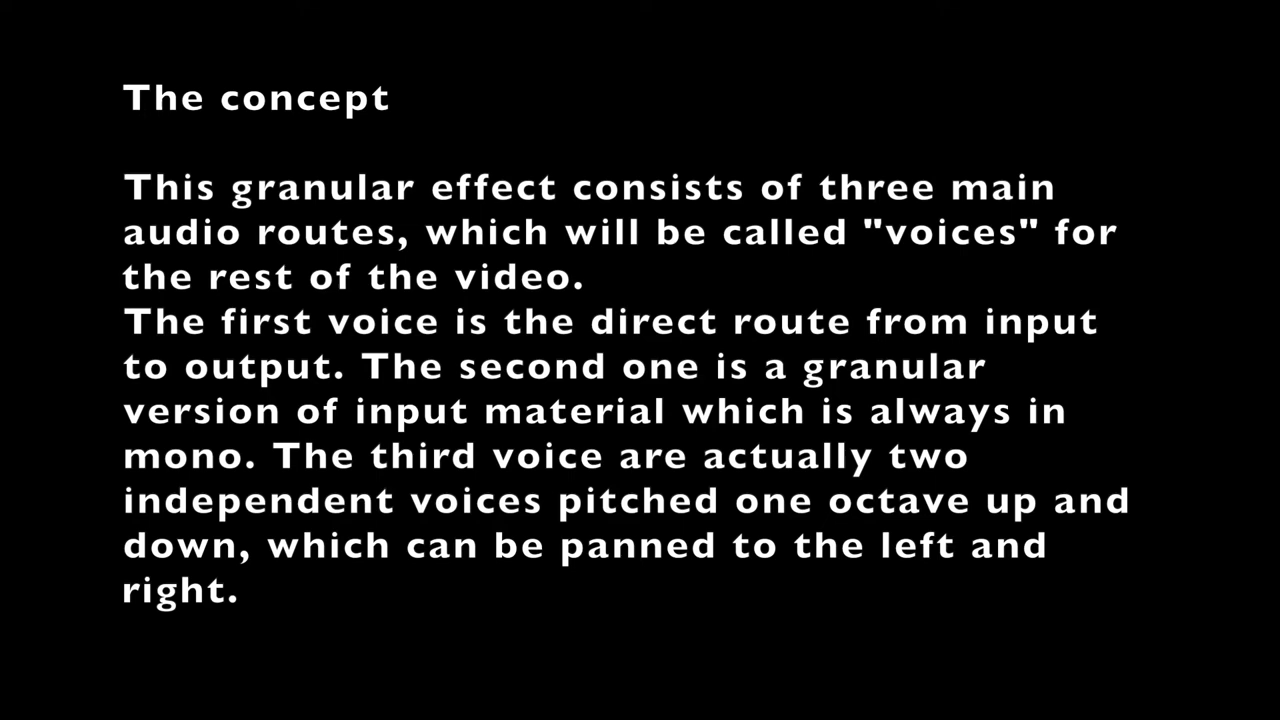 The concept
This granular effect consists of three main
audio routes, which will be called "voices" for
the rest of the video.
The first voice is the direct route from input
to output. The second one is a granular
version of input material which is always in
mono. The third voice are actually two
independent voices pitched one octave up and
down, which can be panned to the left and
right.